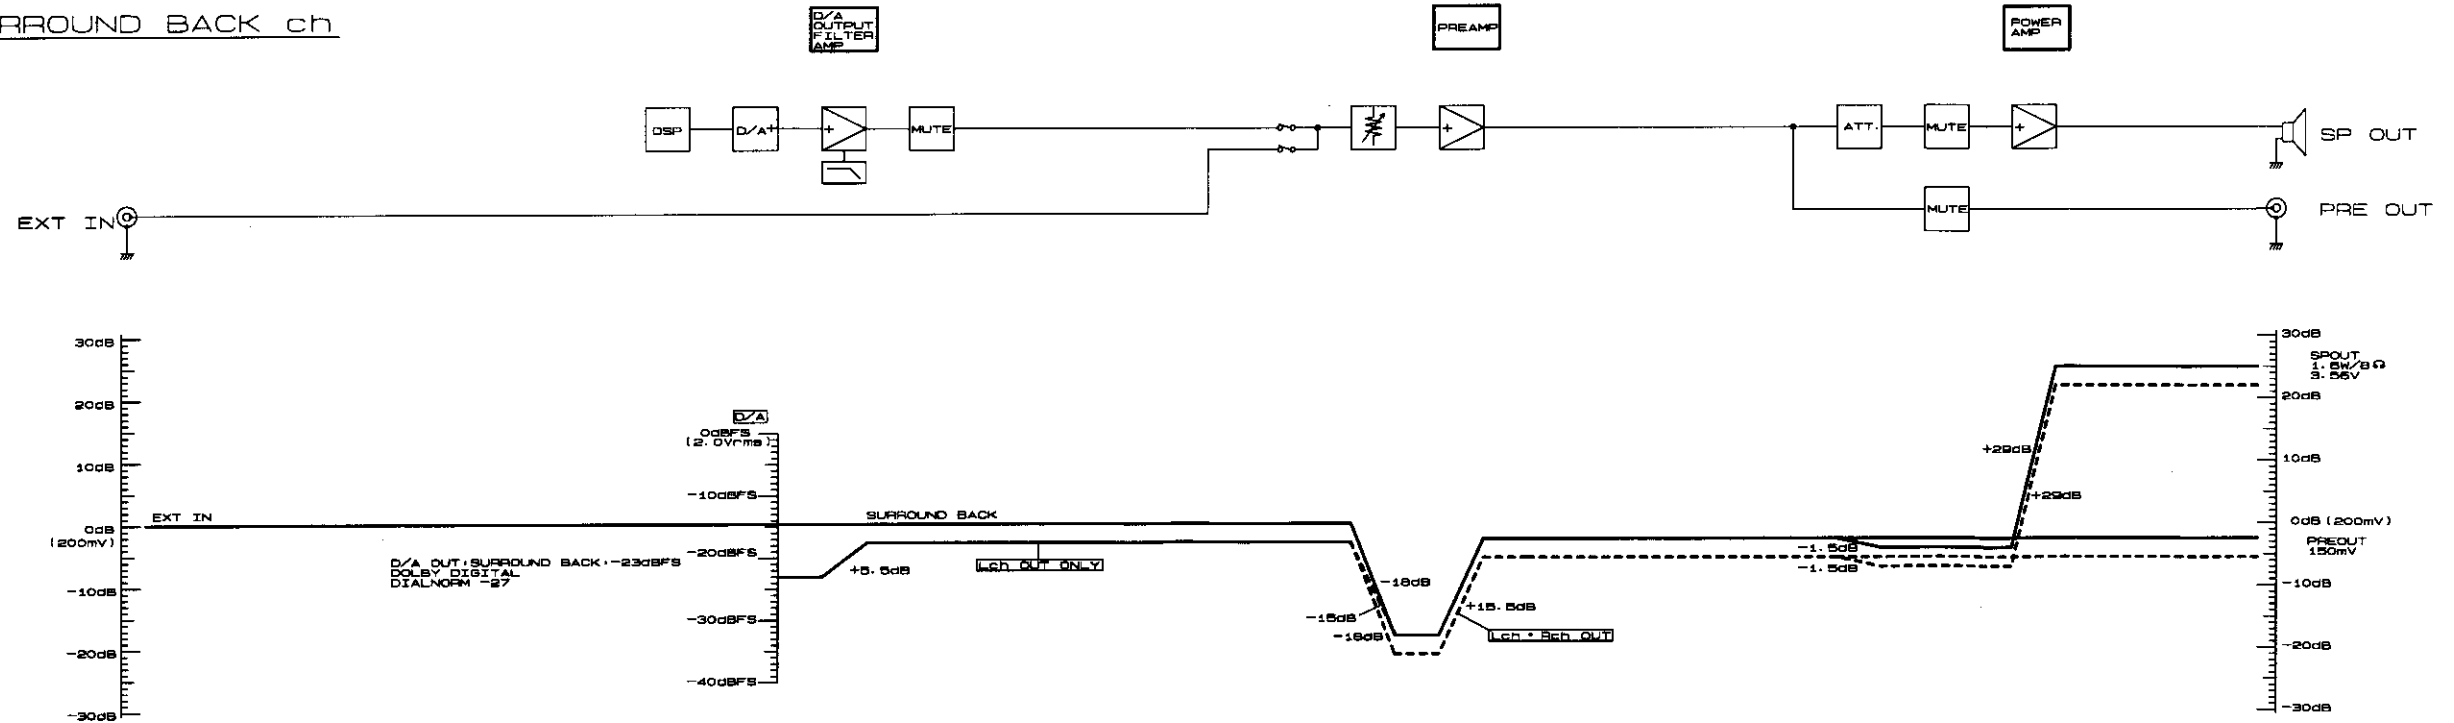 RROUND BACK ch
D/A
OUTPUT
FILTER
AMP
PREAMP
POWER
AMP
DSP
D/A
+
+
MUTE
+
ATT.
MUTE
+
SP OUT
EXT IN
MUTE
PRE OUT
30dB
20dB
10dB
0dB
(200mV)
-10dB
-20dB
-30dB
EXT IN
D/A
0dBFS
(2.0Vrms)
-10dBFS
-20dBFS
-30dBFS
-40dBFS
D/A OUT:SURROUND BACK:-23dBFS
DOLBY DIGITAL
DIALNORM -27
+5.5dB
SURROUND BACK
Lch OUT ONLY
-18dB
-15dB
-18dB
+15.5dB
Lch • Rch OUT
-1.5dB
-1.5dB
+29dB
+29dB
30dB
SPOUT
1.6W/8Ω
3.55V
20dB
10dB
0dB (200mV)
PREOUT
150mV
-10dB
-20dB
-30dB